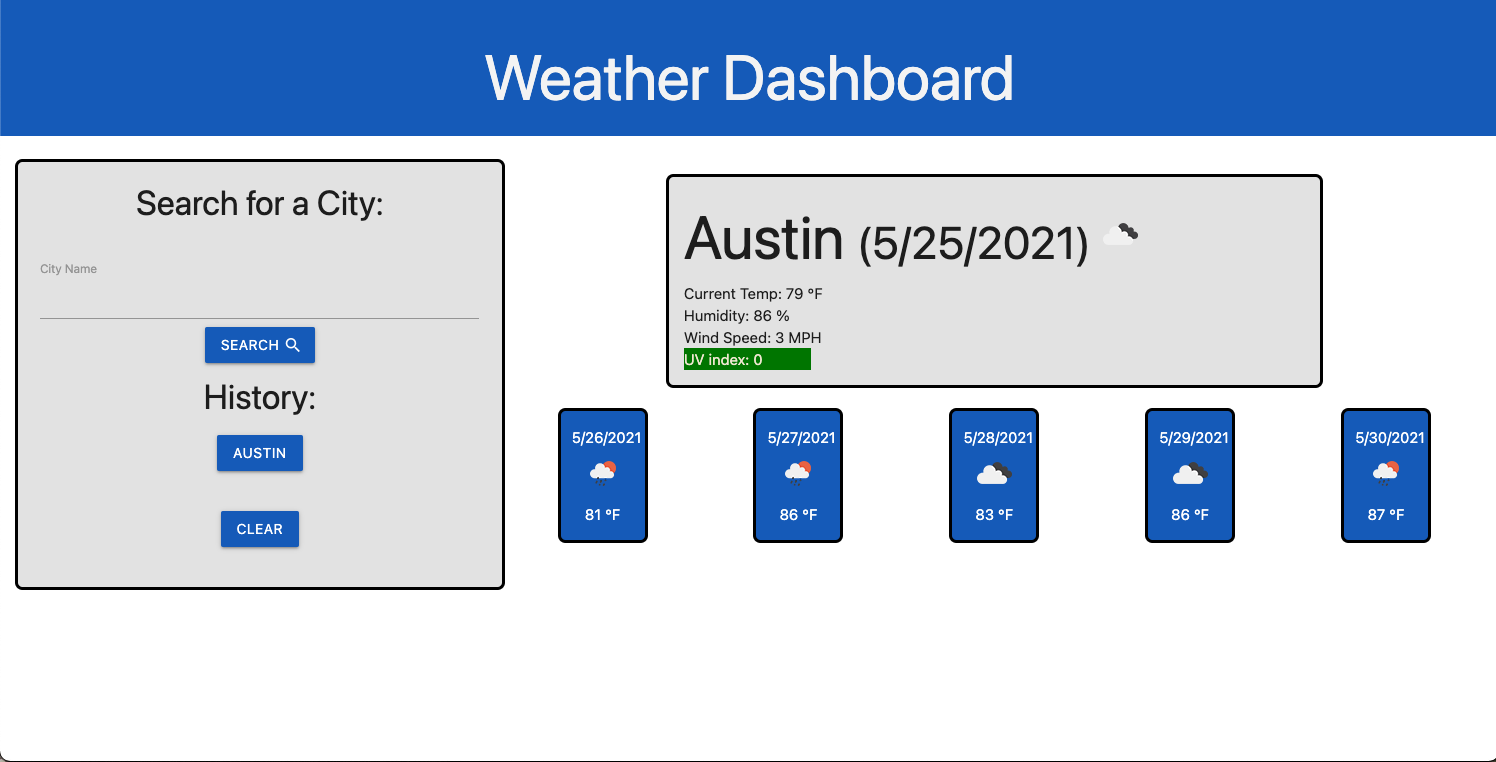 Weather Dashboard
Search for a City:
City Name
SEARCH
History:
AUSTIN
CLEAR
Austin (5/25/2021)
Current Temp: 79 °F
Humidity: 86 %
Wind Speed: 3 MPH
UV index: 0
5/26/2021
81 °F
5/27/2021
86 °F
5/28/2021
83 °F
5/29/2021
86 °F
5/30/2021
87 °F